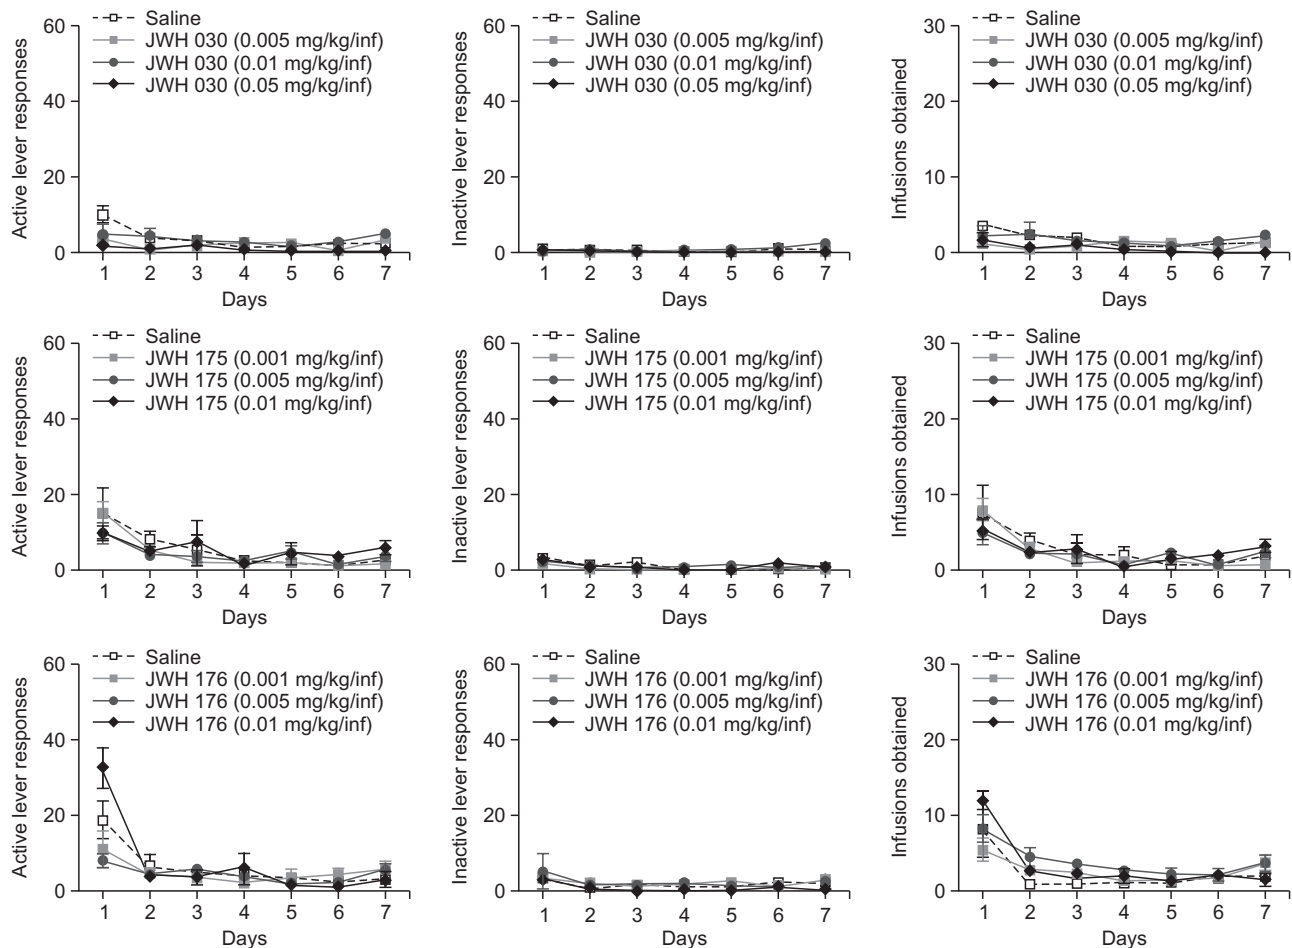 60
40
20
0
Active lever responses
Saline
JWH 030 (0.005 mg/kg/inf)
JWH 030 (0.01 mg/kg/inf)
JWH 030 (0.05 mg/kg/inf)
1 2 3 4 5 6 7
Days
60
40
20
0
Inactive lever responses
Saline
JWH 030 (0.005 mg/kg/inf)
JWH 030 (0.01 mg/kg/inf)
JWH 030 (0.05 mg/kg/inf)
1 2 3 4 5 6 7
Days
30
20
10
0
Infusions obtained
Saline
JWH 030 (0.005 mg/kg/inf)
JWH 030 (0.01 mg/kg/inf)
JWH 030 (0.05 mg/kg/inf)
1 2 3 4 5 6 7
Days
60
40
20
0
Active lever responses
Saline
JWH 175 (0.001 mg/kg/inf)
JWH 175 (0.005 mg/kg/inf)
JWH 175 (0.01 mg/kg/inf)
1 2 3 4 5 6 7
Days
60
40
20
0
Inactive lever responses
Saline
JWH 175 (0.001 mg/kg/inf)
JWH 175 (0.005 mg/kg/inf)
JWH 175 (0.01 mg/kg/inf)
1 2 3 4 5 6 7
Days
30
20
10
0
Infusions obtained
Saline
JWH 175 (0.001 mg/kg/inf)
JWH 175 (0.005 mg/kg/inf)
JWH 175 (0.01 mg/kg/inf)
1 2 3 4 5 6 7
Days
60
40
20
0
Active lever responses
Saline
JWH 176 (0.001 mg/kg/inf)
JWH 176 (0.005 mg/kg/inf)
JWH 176 (0.01 mg/kg/inf)
1 2 3 4 5 6 7
Days
60
40
20
0
Inactive lever responses
Saline
JWH 176 (0.001 mg/kg/inf)
JWH 176 (0.005 mg/kg/inf)
JWH 176 (0.01 mg/kg/inf)
1 2 3 4 5 6 7
Days
30
20
10
0
Infusions obtained
Saline
JWH 176 (0.001 mg/kg/inf)
JWH 176 (0.005 mg/kg/inf)
JWH 176 (0.01 mg/kg/inf)
1 2 3 4 5 6 7
Days